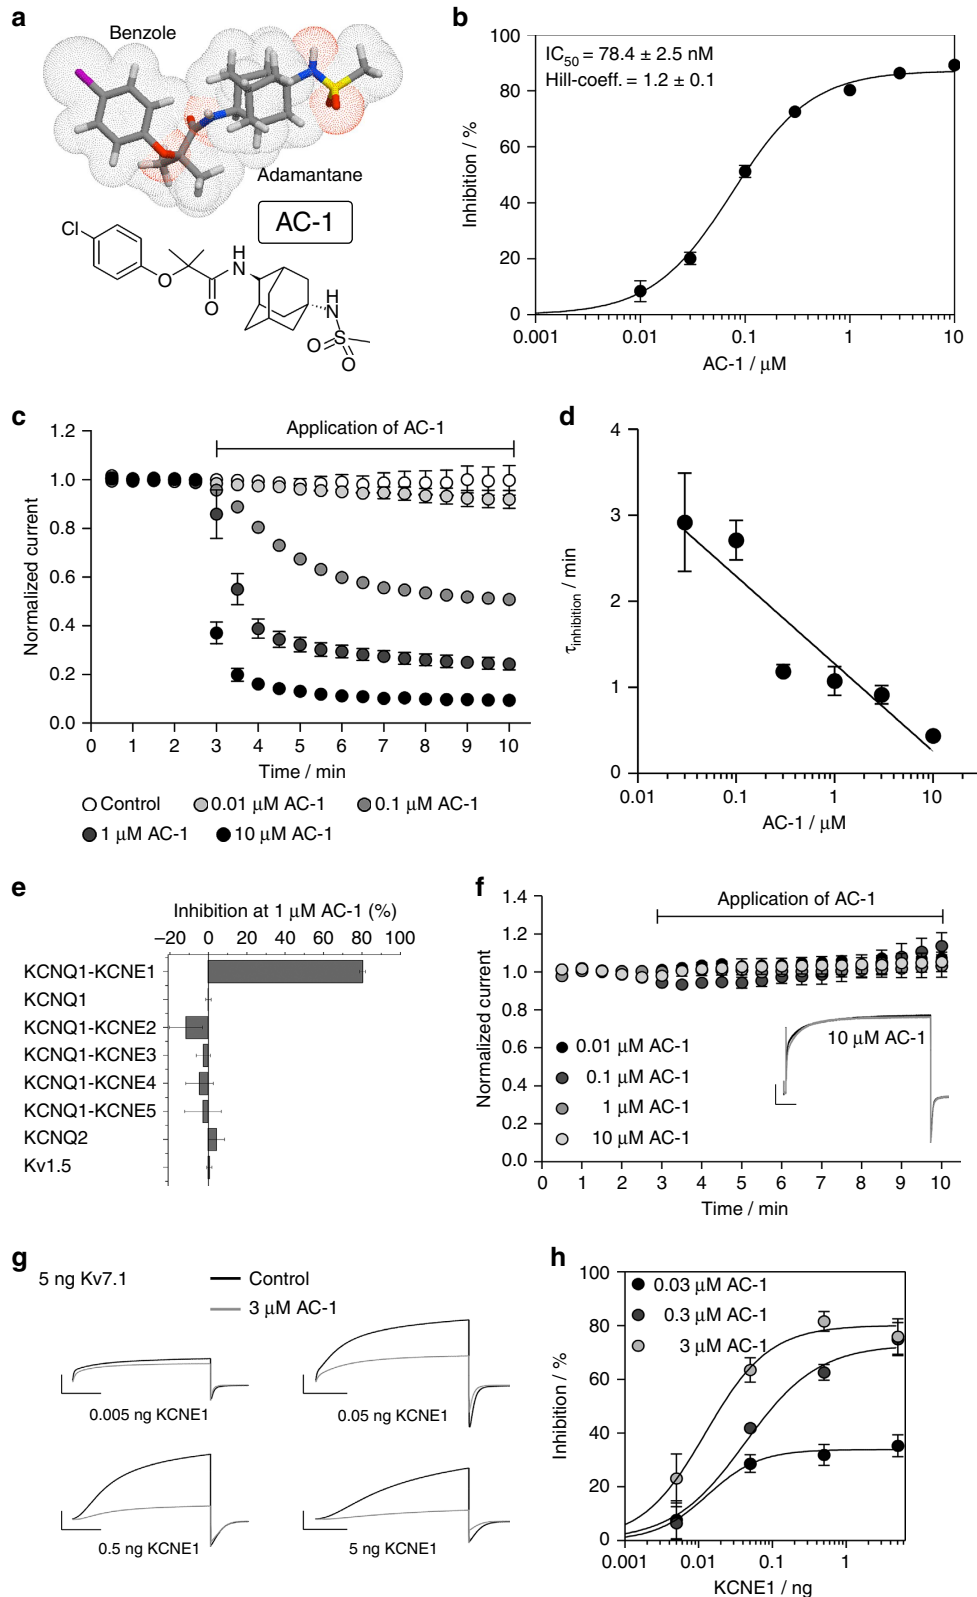 a
Benzole
Adamantane
AC-1
Cl
O
O
H
N
H
N
S
O
O
b
IC50 = 78.4 ± 2.5 nM
Hill-coeff. = 1.2 ± 0.1
Inhibition / %
100
80
60
40
20
0
0.001 0.01 0.1 1 10
AC-1 / μM
c
Application of AC-1
Normalized current
1.2
1.0
0.8
0.6
0.4
0.2
0.0
0 1 2 3 4 5 6 7 8 9 10
Time / min
Control 0.01 μM AC-1 0.1 μM AC-1
1 μM AC-1 10 μM AC-1
d
τinhibition / min
4
3
2
1
0
0.01 0.1 1 10
AC-1 / μM
e
Inhibition at 1 μM AC-1 (%)
−20 0 20 40 60 80 100
KCNQ1-KCNE1
KCNQ1
KCNQ1-KCNE2
KCNQ1-KCNE3
KCNQ1-KCNE4
KCNQ1-KCNE5
KCNQ2
Kv1.5
f
Application of AC-1
Normalized current
1.4
1.2
1.0
0.8
0.6
0.4
0.2
0.0
10 μM AC-1
0.01 μM AC-1
0.1 μM AC-1
1 μM AC-1
10 μM AC-1
0 1 2 3 4 5 6 7 8 9 10
Time / min
g
5 ng Kv7.1
Control
3 μM AC-1
0.005 ng KCNE1
0.05 ng KCNE1
0.5 ng KCNE1
5 ng KCNE1
h
Inhibition / %
100
80
60
40
20
0
0.03 μM AC-1
0.3 μM AC-1
3 μM AC-1
0.001 0.01 0.1 1
KCNE1 / ng